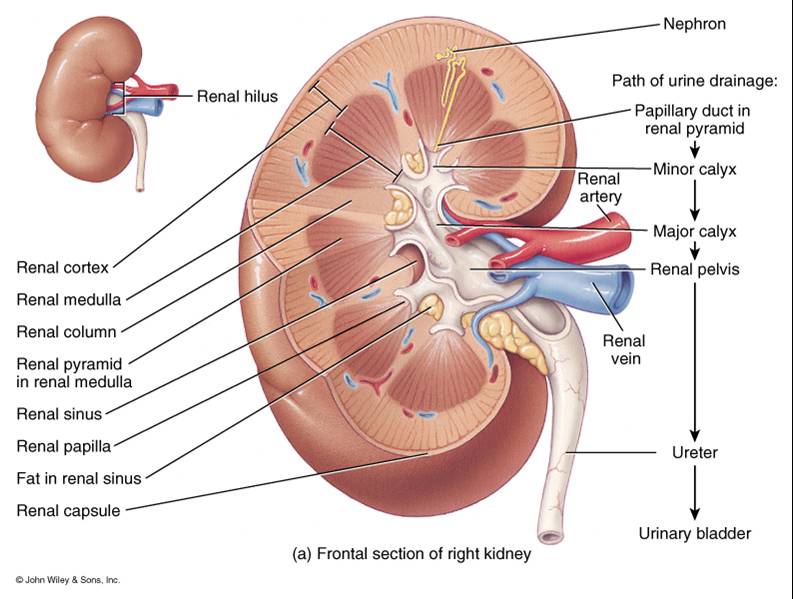 Nephron
Renal hilus
Path of urine drainage:
Papillary duct in
renal pyramid
Minor calyx
Renal
artery
Major calyx
Renal pelvis
Renal cortex
Renal medulla
Renal column
Renal pyramid
in renal medulla
Renal sinus
Renal papilla
Fat in renal sinus
Renal capsule
Renal
vein
Ureter
Urinary bladder
(a) Frontal section of right kidney
© John Wiley & Sons, Inc.